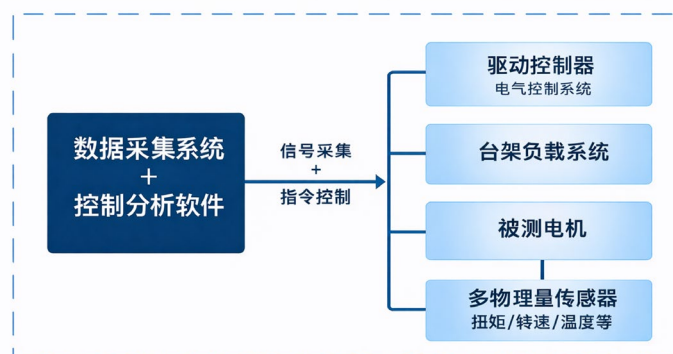 数据采集系统
+
控制分析软件
信号采集
+
指令控制
驱动控制器
电气控制系统
台架负载系统
被测电机
多物理量传感器
扭矩/转速/温度等